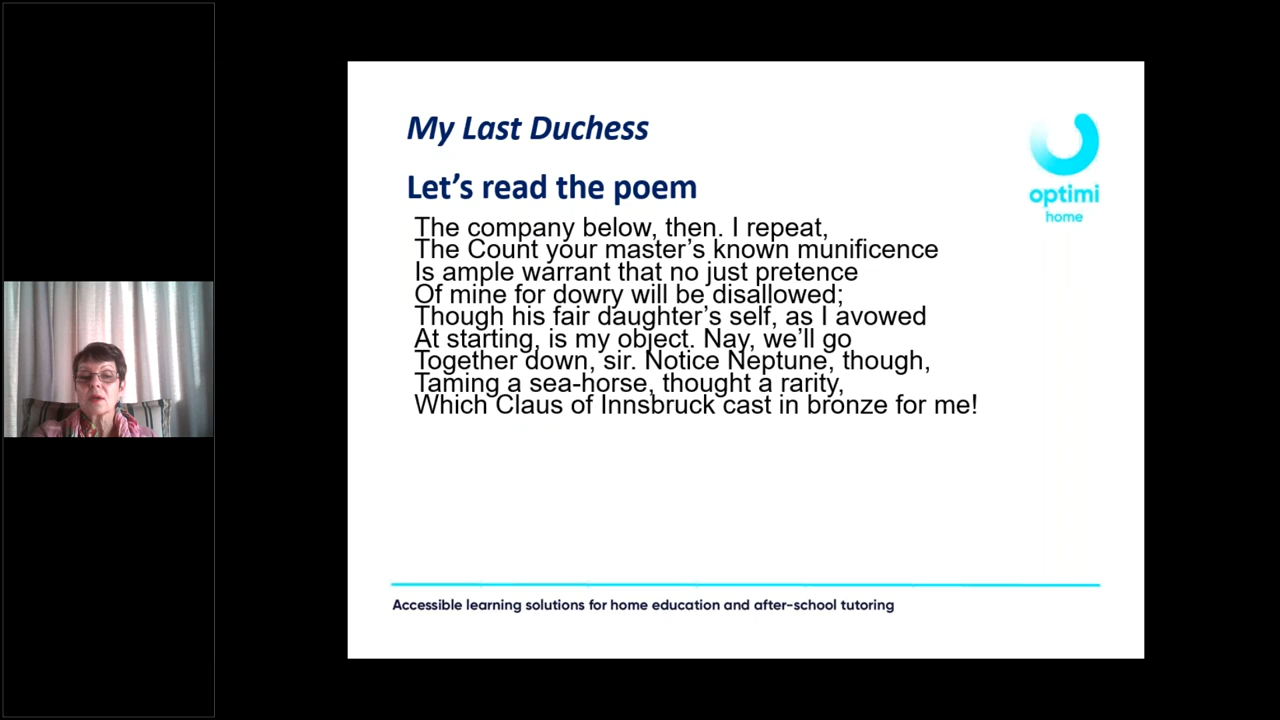 My Last Duchess
optimi
home
Let’s read the poem
The company below, then. I repeat,
The Count your master’s known munificence
Is ample warrant that no just pretence
Of mine for dowry will be disallowed;
Though his fair daughter’s self, as I avowed
At starting, is my object. Nay, we’ll go
Together down, sir. Notice Neptune, though,
Taming a sea-horse, thought a rarity,
Which Claus of Innsbruck cast in bronze for me!
Accessible learning solutions for home education and after-school tutoring